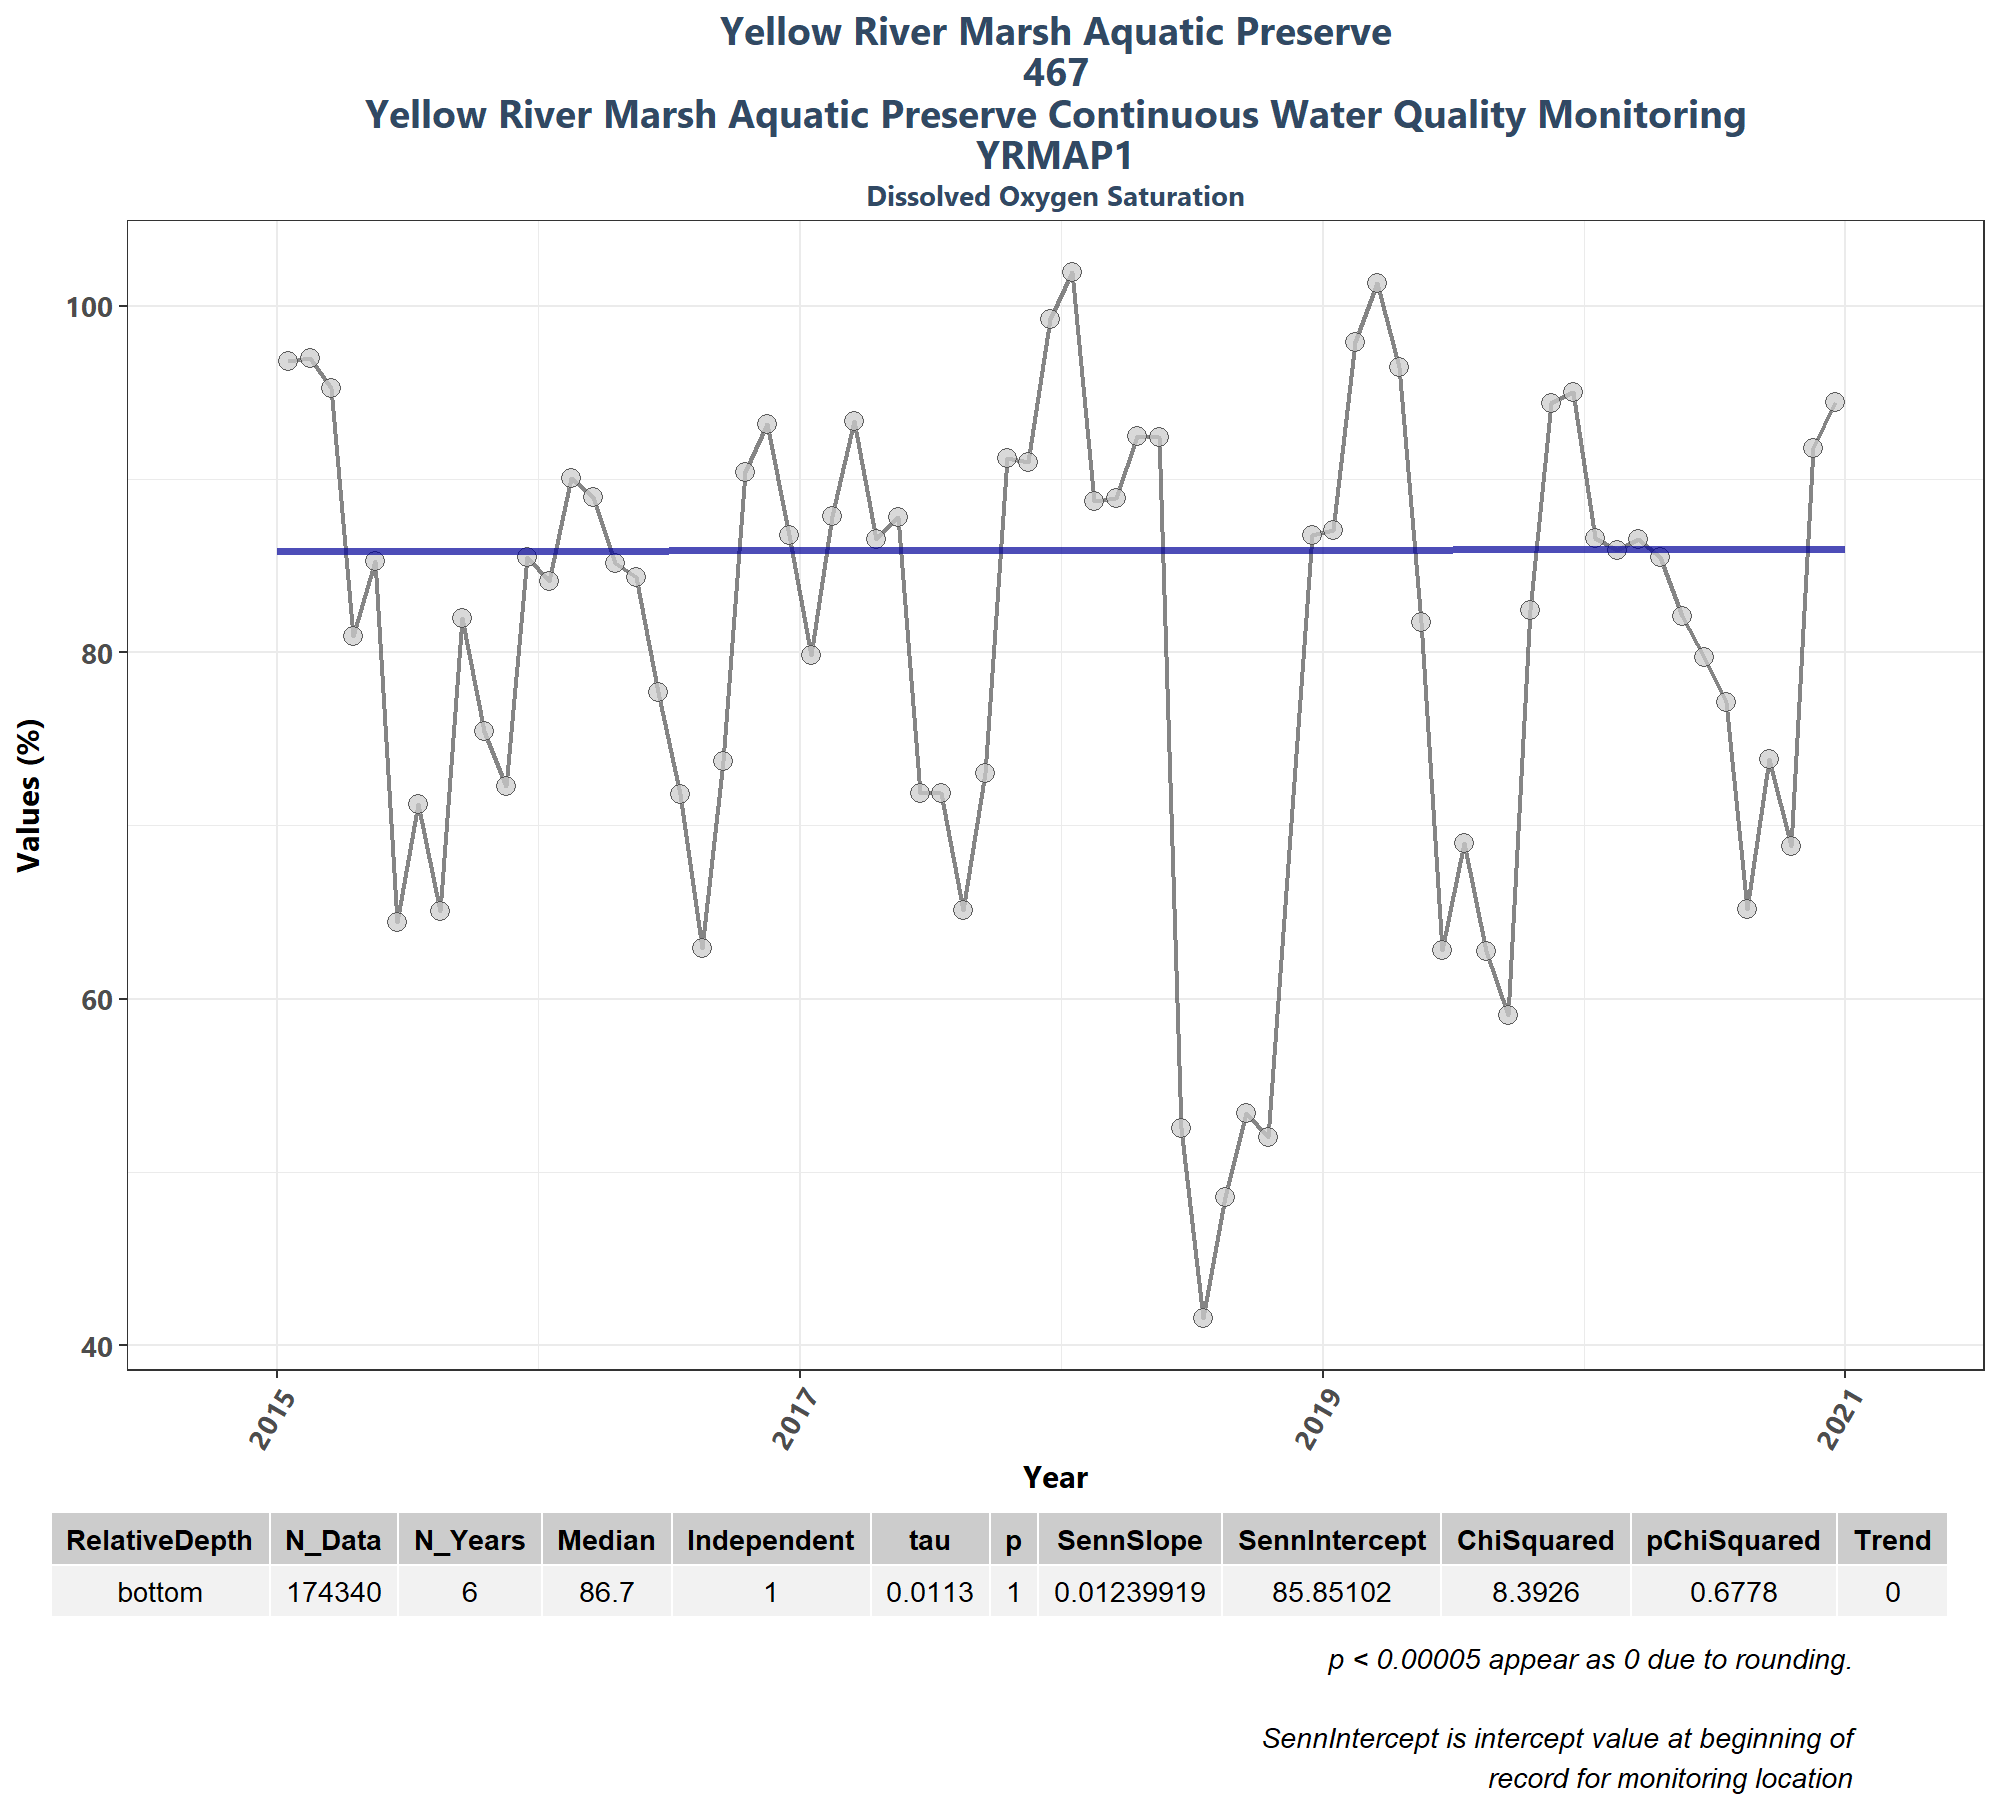 Yellow River Marsh Aquatic Preserve
467
Yellow River Marsh Aquatic Preserve Continuous Water Quality Monitoring
YRMAP1
Dissolved Oxygen Saturation
Values (%)
100
80
60
40
2015 2017 2019 2021
Year
RelativeDepth N_Data N_Years Median Independent tau p SennSlope SennIntercept ChiSquared pChiSquared Trend
bottom 174340 6 86.7 1 0.0113 1 0.01239919 85.85102 8.3926 0.6778 0
p < 0.00005 appear as 0 due to rounding.
SennIntercept is intercept value at beginning of
record for monitoring location